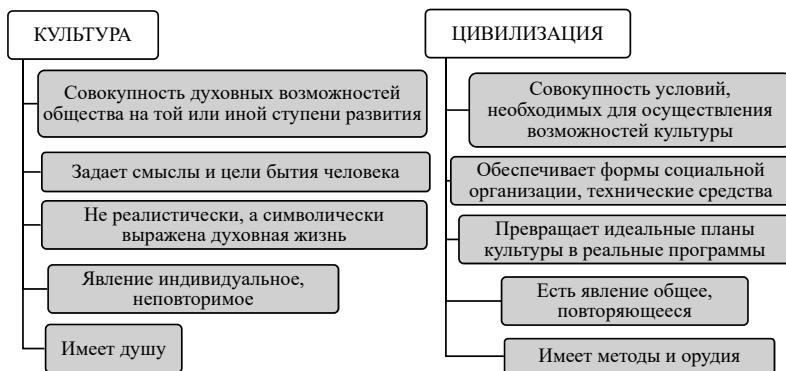 КУЛЬТУРА
Совокупность духовных возможностей
общества на той или иной ступени развития
Задает смыслы и цели бытия человека
Не реалистически, а символически
выражена духовная жизнь
Явление индивидуальное,
неповторимое
Имеет душу
ЦИВИЛИЗАЦИЯ
Совокупность условий,
необходимых для осуществления
возможностей культуры
Обеспечивает формы социальной
организации, технические средства
Превращает идеальные планы
культуры в реальные программы
Есть явление общее,
повторяющееся
Имеет методы и орудия